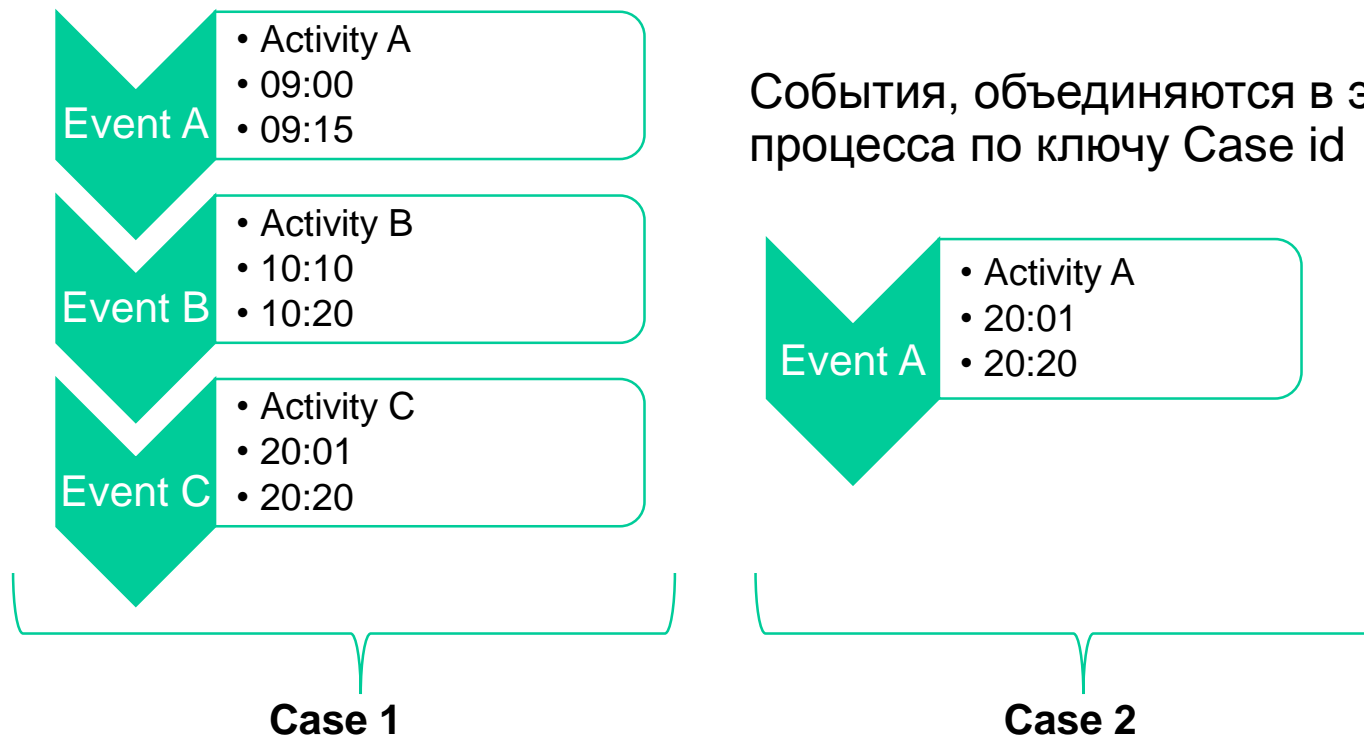 Event A
• Activity A
• 09:00
• 09:15
Event B
• Activity B
• 10:10
• 10:20
Event C
• Activity C
• 20:01
• 20:20
Case 1
События, объединяются в
процесса по ключу Case id
Event A
• Activity A
• 20:01
• 20:20
Case 2